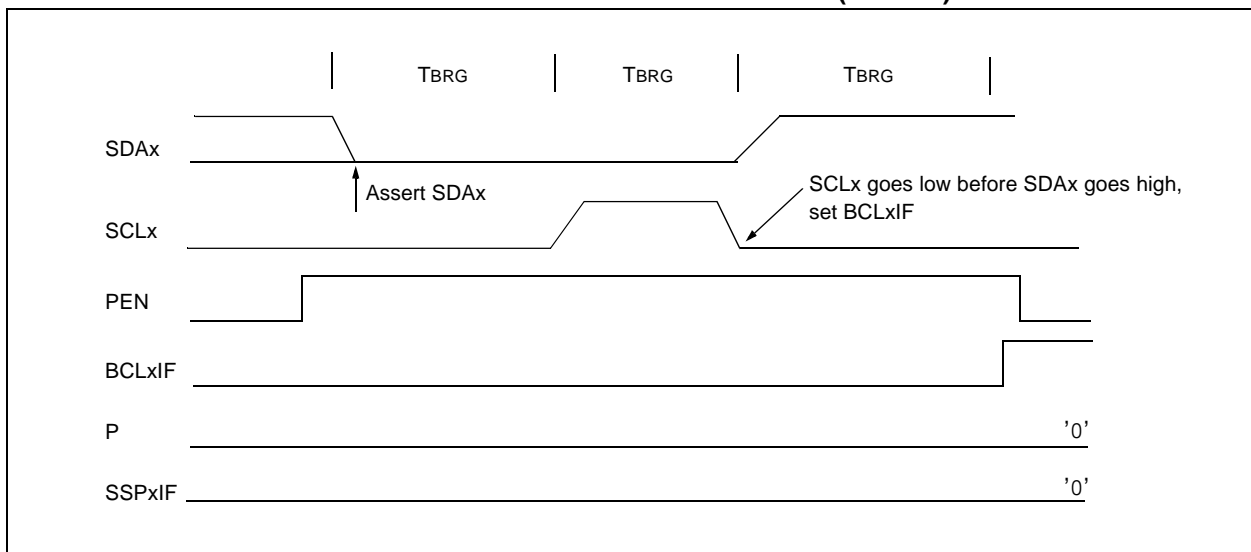 TBRG TBRG TBRG
SDAx
Assert SDAx
SCLx goes low before SDAx goes high,
set BCLxIF
SCLx
PEN
BCLxIF
P
'0'
SSPxIF
'0'